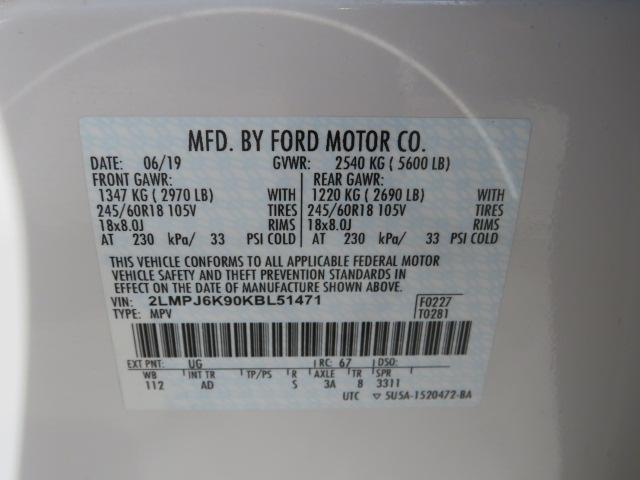 MFD. BY FORD MOTOR CO.
DATE: 06/19 GVWR: 2540 KG ( 5600 LB)
FRONT GAWR: REAR GAWR:
1347 KG ( 2970 LB) WITH 1220 KG ( 2690 LB) WITH
245/60R18 105V TIRES 245/60R18 105V TIRES
18x8.0J RIMS 18x8.0J RIMS
AT 230 kPa/ 33 PSI COLD AT 230 kPa/ 33 PSI COLD
THIS VEHICLE CONFORMS TO ALL APPLICABLE FEDERAL MOTOR
VEHICLE SAFETY AND THEFT PREVENTION STANDARDS IN
EFFECT ON THE DATE OF MANUFACTURE SHOWN ABOVE.
VIN: 2LMPJ6K90KBL51471 F0227
TYPE: MPV T0281
EXT PNT: UG RC: 67 DSO:
WB INT TR TP/PS R AXLE TR SPR
112 AD S 3A 8 3311
UTC ▽ 5U5A-1520472-BA